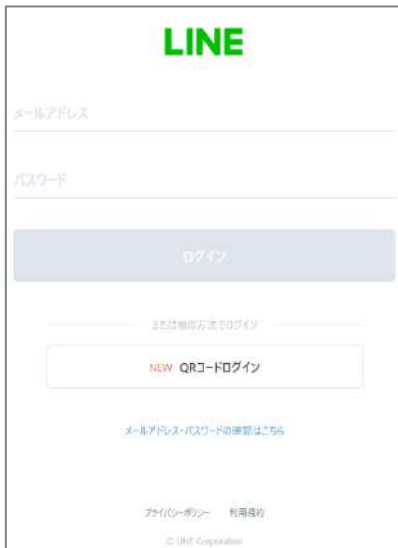 LINE
メールアドレス
パスワード
ログイン
または他の方法でログイン
NEW QRコードログイン
メールアドレス・パスワードの確認はこちら
プライバシーポリシー 利用規約
© LINE Corporation